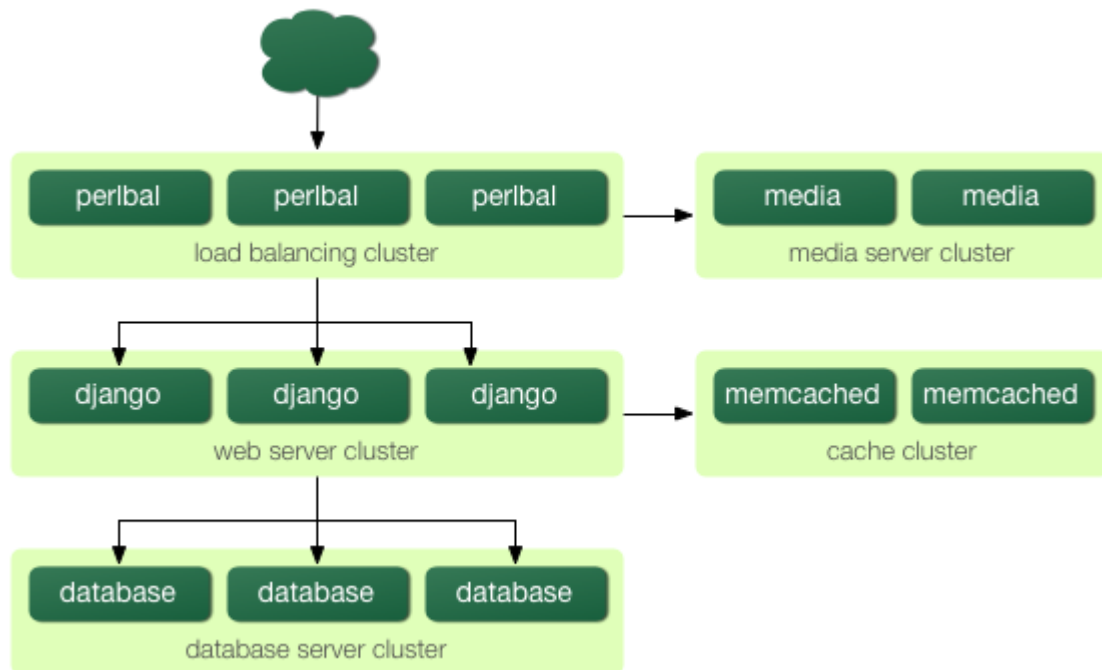 perlbal perlbal perlbal
load balancing cluster
media media
media server cluster
django django django
web server cluster
memcached memcached
cache cluster
database database database
database server cluster